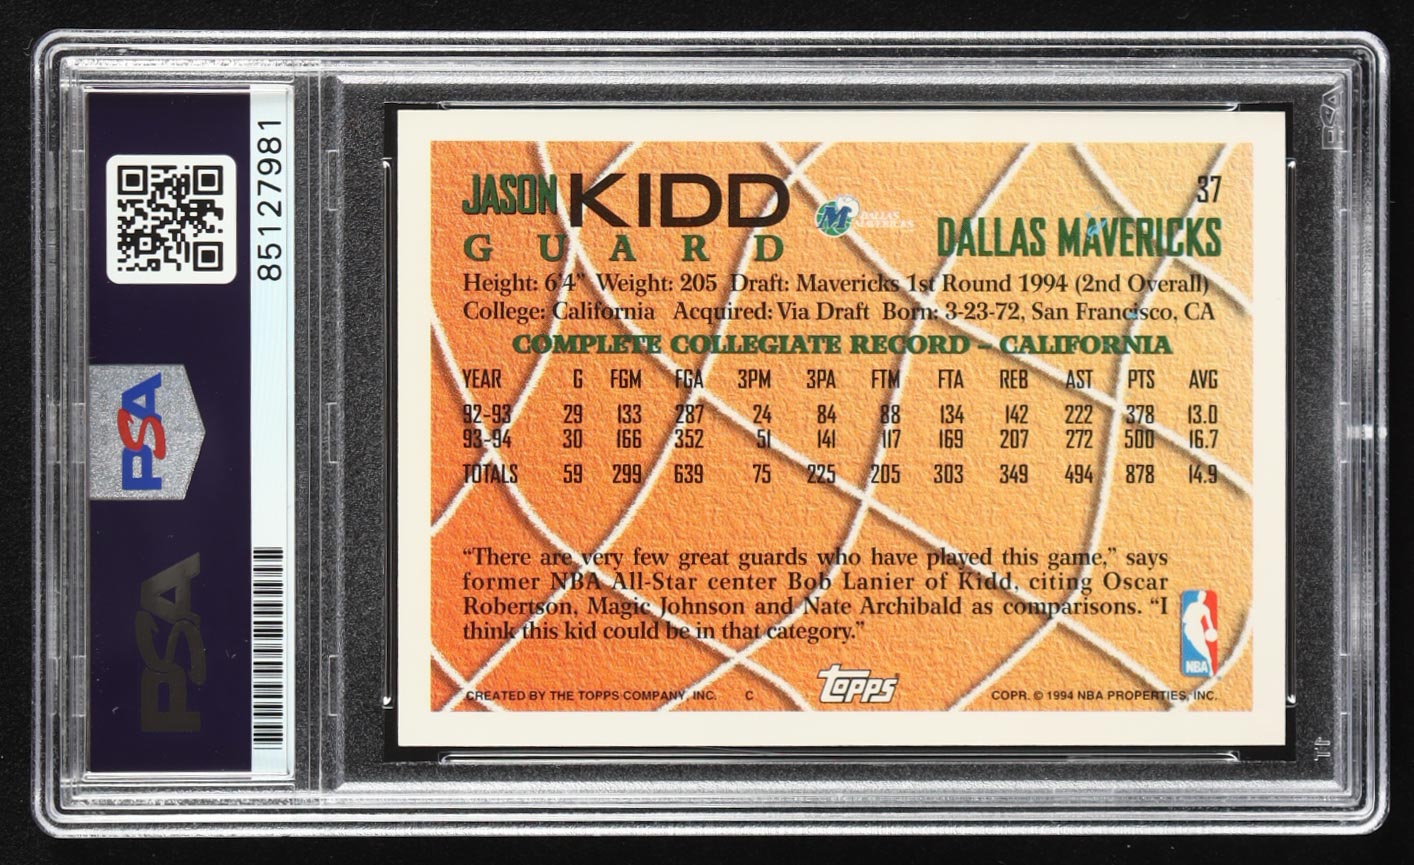 85127981
PSA
PSA
JASON KIDD
GUARD
M DALLAS MAVERICKS
37
DALLAS MAVERICKS
Height: 6'4" Weight: 205 Draft: Mavericks 1st Round 1994 (2nd Overall)
College: California Acquired: Via Draft Born: 3-23-72, San Francisco, CA
COMPLETE COLLEGIATE RECORD – CALIFORNIA
YEAR G FGM FGA 3PM 3PA FTM FTA REB AST PTS AVG
92-93 29 133 287 24 84 88 134 142 222 378 13.0
93-94 30 166 352 51 141 117 169 207 272 500 16.7
TOTALS 59 299 639 75 225 205 303 349 494 878 14.9
“There are very few great guards who have played this game,” says
former NBA All-Star center Bob Lanier of Kidd, citing Oscar
Robertson, Magic Johnson and Nate Archibald as comparisons. “I
think this kid could be in that category.”
NBA
CREATED BY THE TOPPS COMPANY, INC. C
TOPPS
COPR. © 1994 NBA PROPERTIES, INC.
PSA